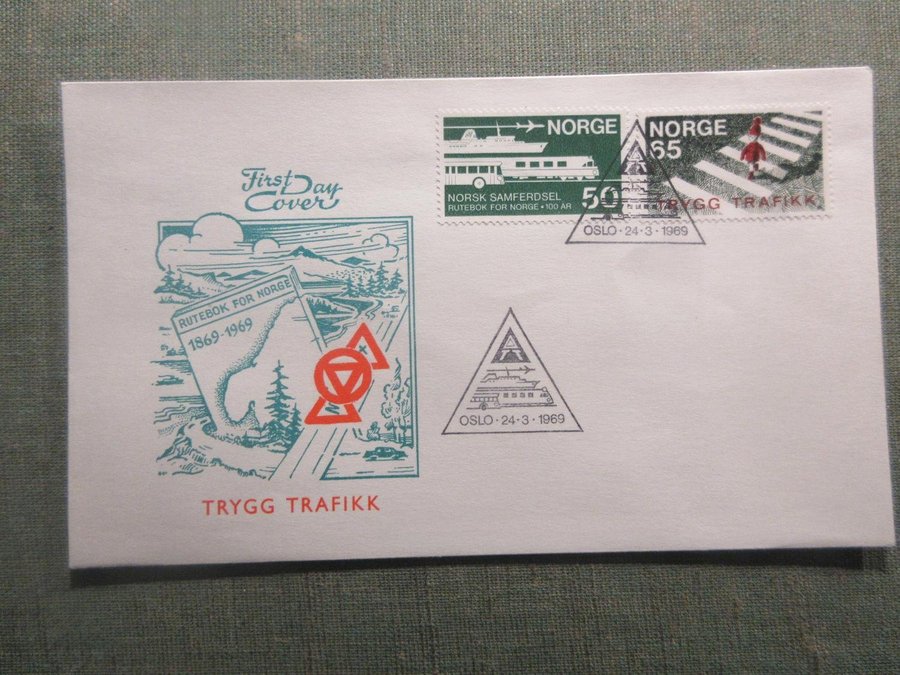 First Day
Cover
RUTEBOK FOR NORGE
1869-1969
TRYGG TRAFIKK
NORGE
NORSK SAMFERDSEL
RUTEBOK FOR NORGE • 100 ÅR
50
NORGE
65
TRYGG TRAFIKK
OSLO · 24-3 · 1969
OSLO · 24-3 · 1969